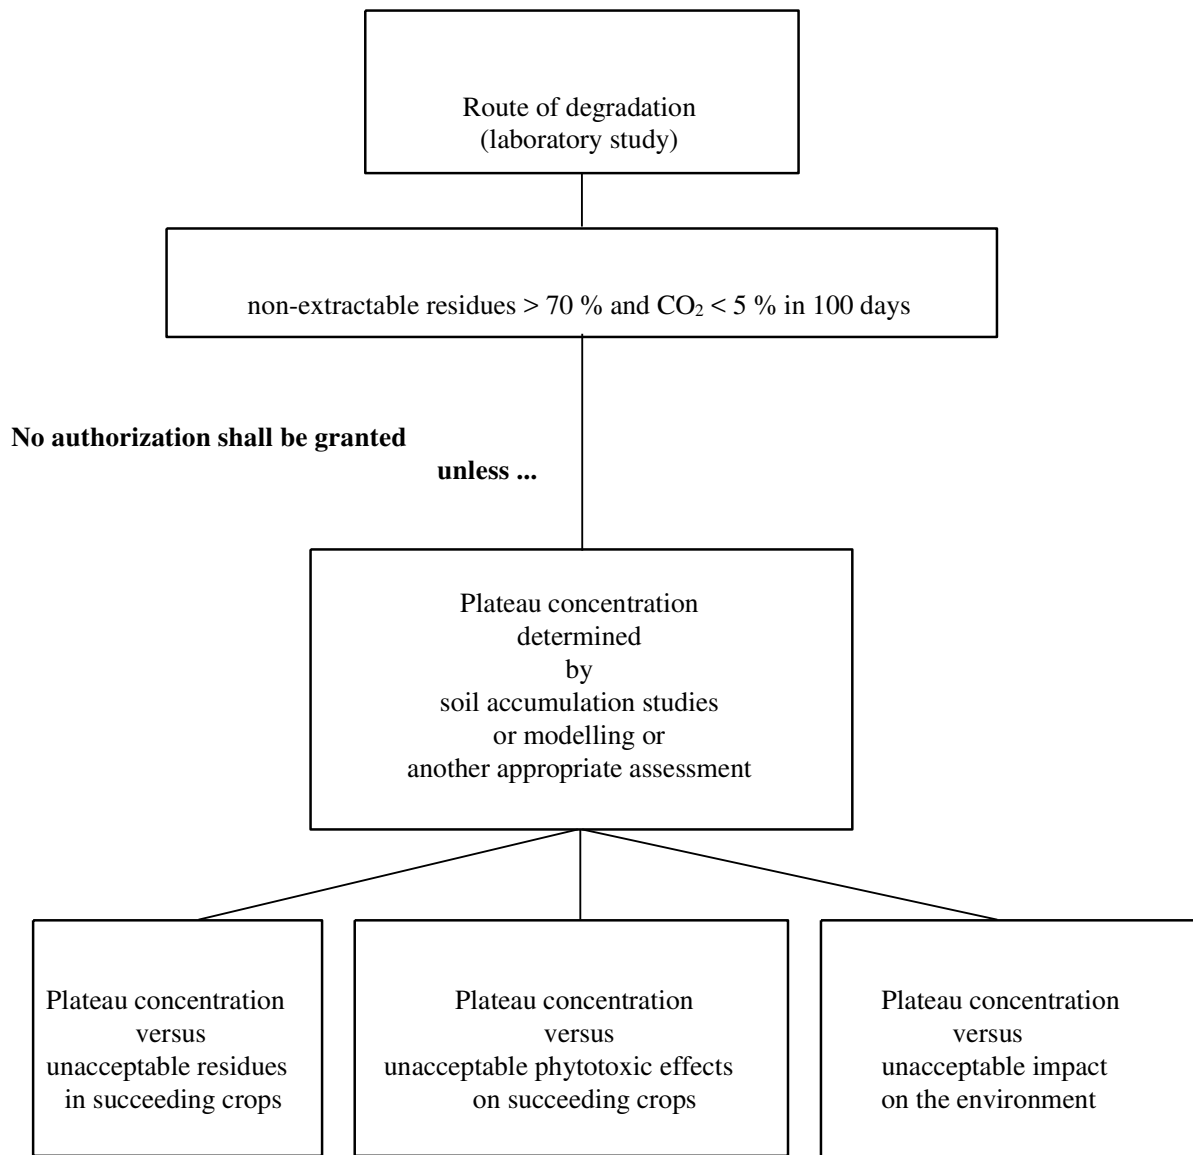 Route of degradation
(laboratory study)
non-extractable residues > 70 % and CO₂ < 5 % in 100 days
No authorization shall be granted
unless ...
Plateau concentration
determined
by
soil accumulation studies
or modelling or
another appropriate assessment
Plateau concentration
versus
unacceptable residues
in succeeding crops
Plateau concentration
versus
unacceptable phytotoxic effects
on succeeding crops
Plateau concentration
versus
unacceptable impact
on the environment